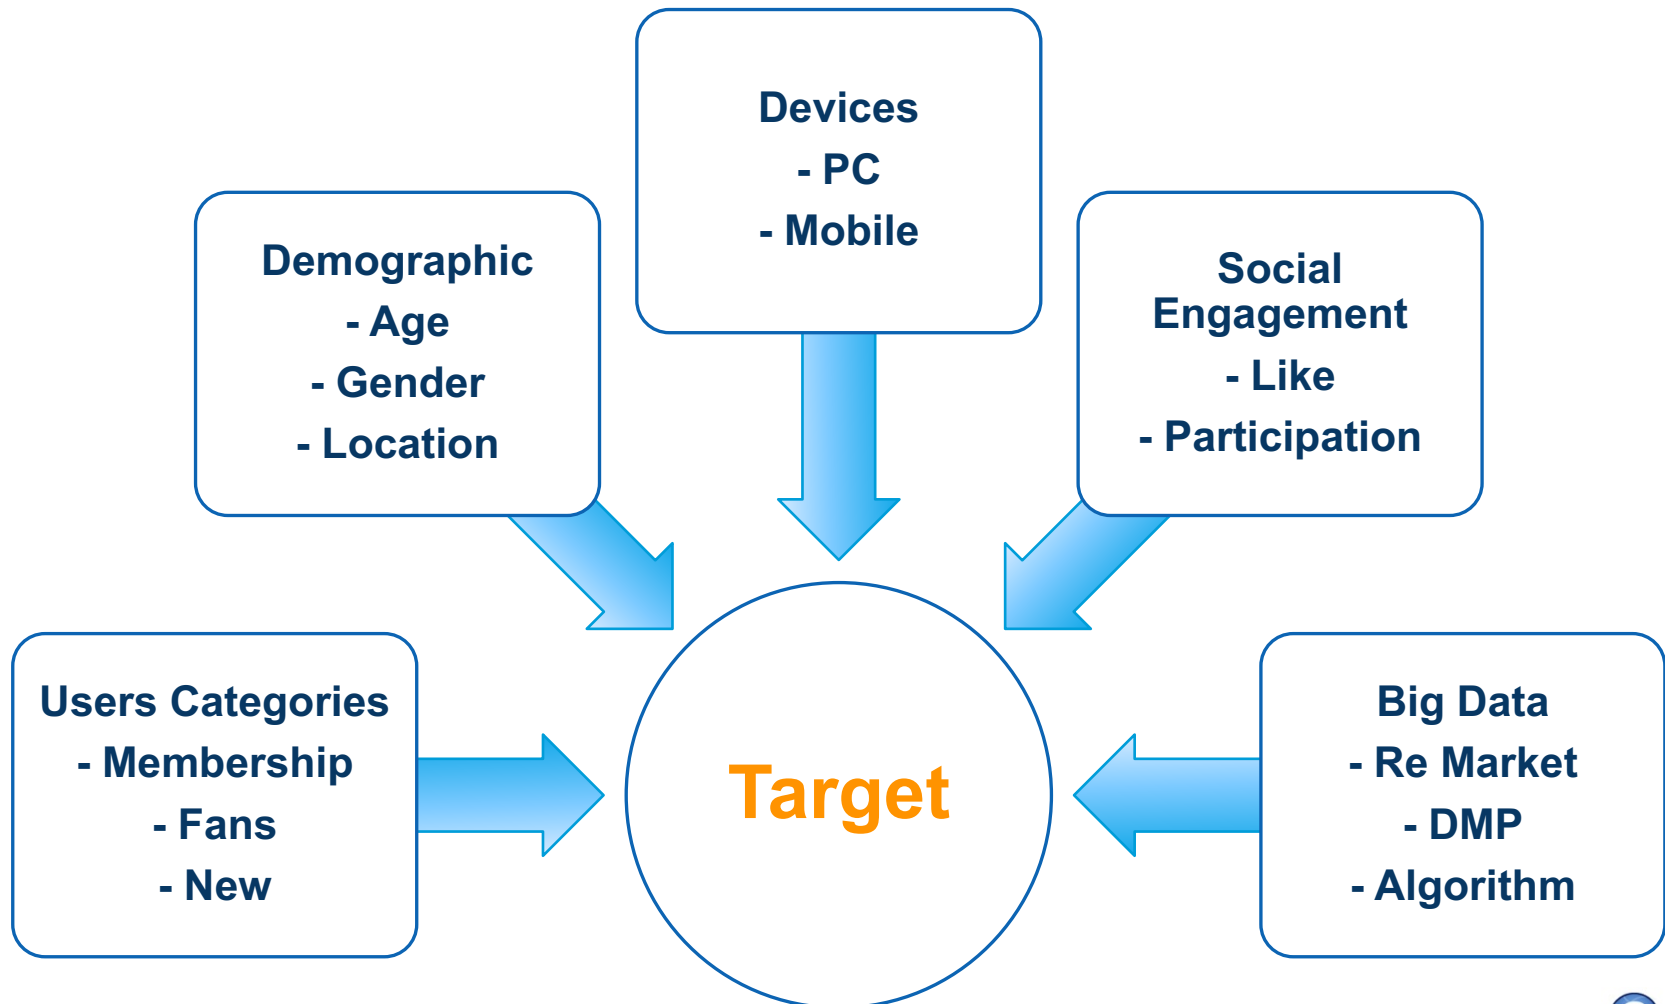 Devices
- PC
- Mobile
Demographic
- Age
- Gender
- Location
Social
Engagement
- Like
- Participation
Users Categories
- Membership
- Fans
- New
Target
Big Data
- Re Market
- DMP
- Algorithm